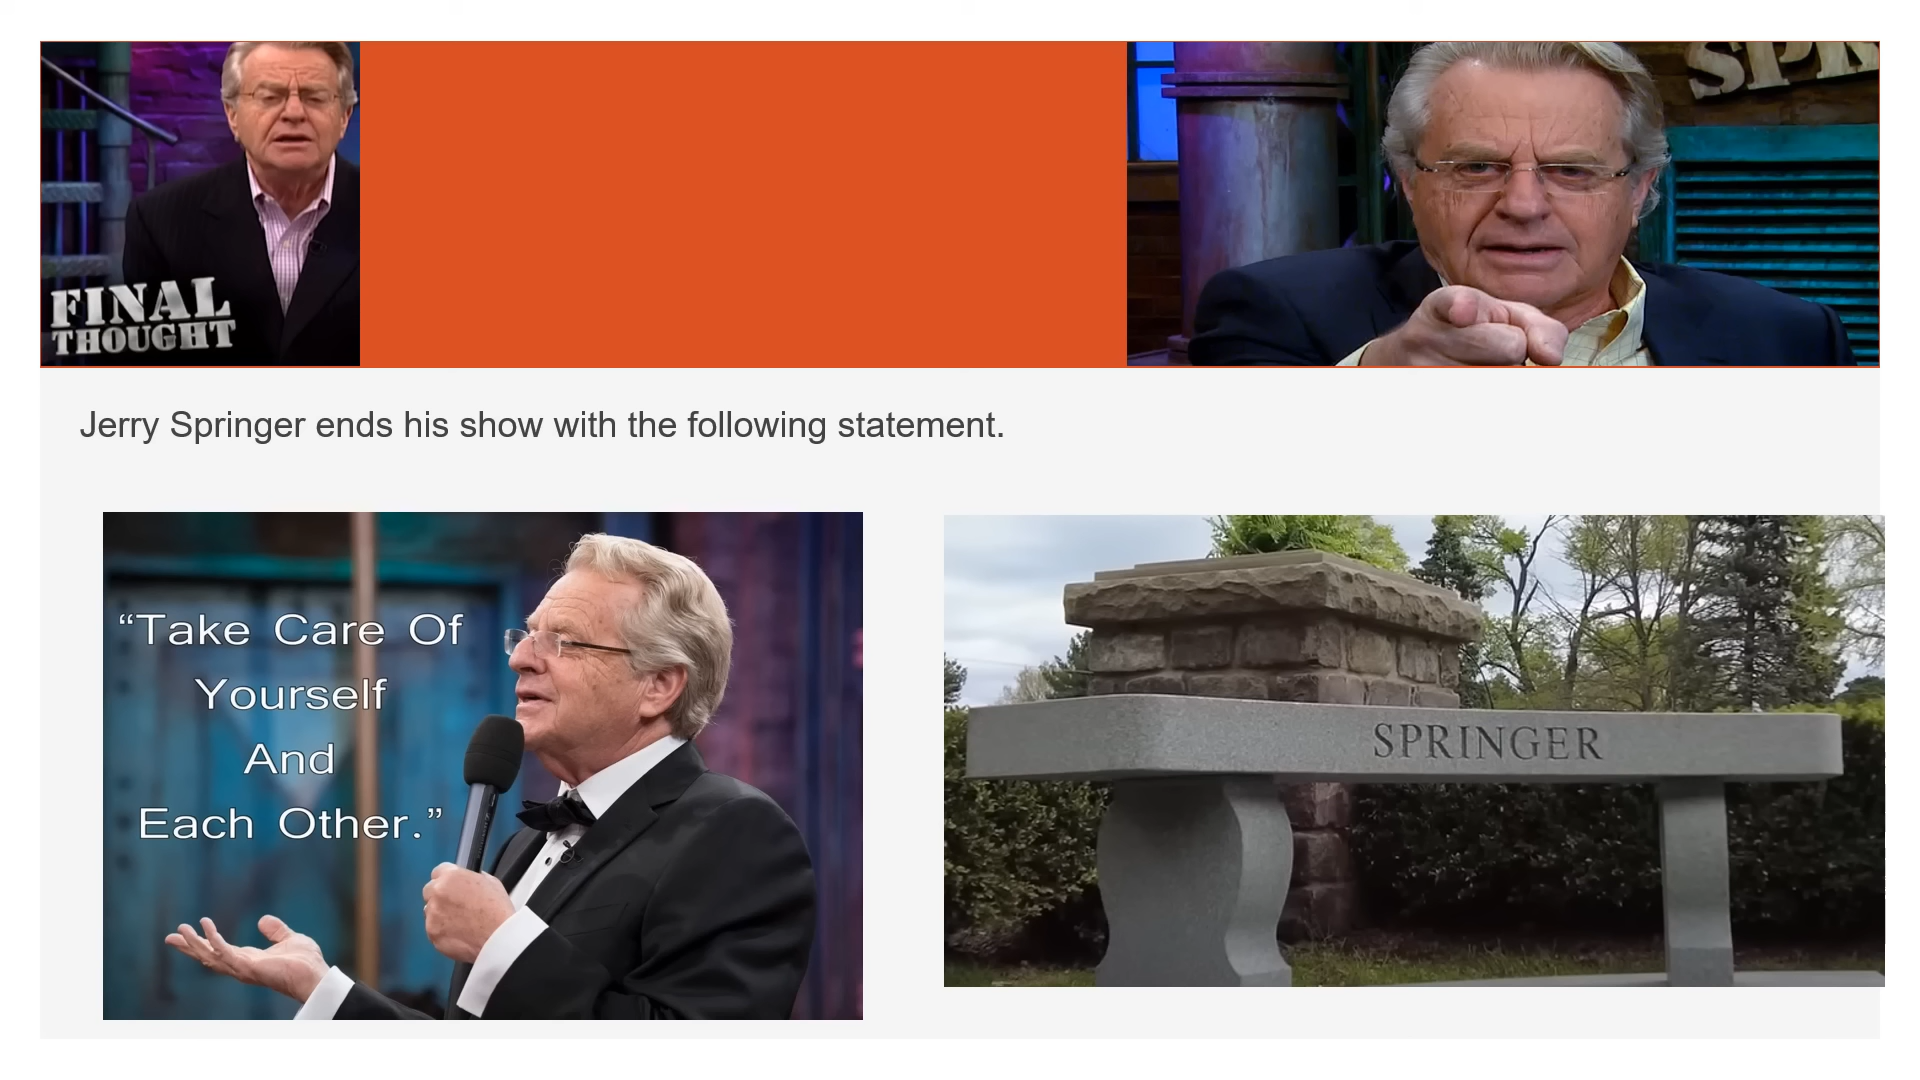 FINAL
THOUGHT
SPR
Jerry Springer ends his show with the following statement.
“Take Care Of
Yourself
And
Each Other.”
SPRINGER